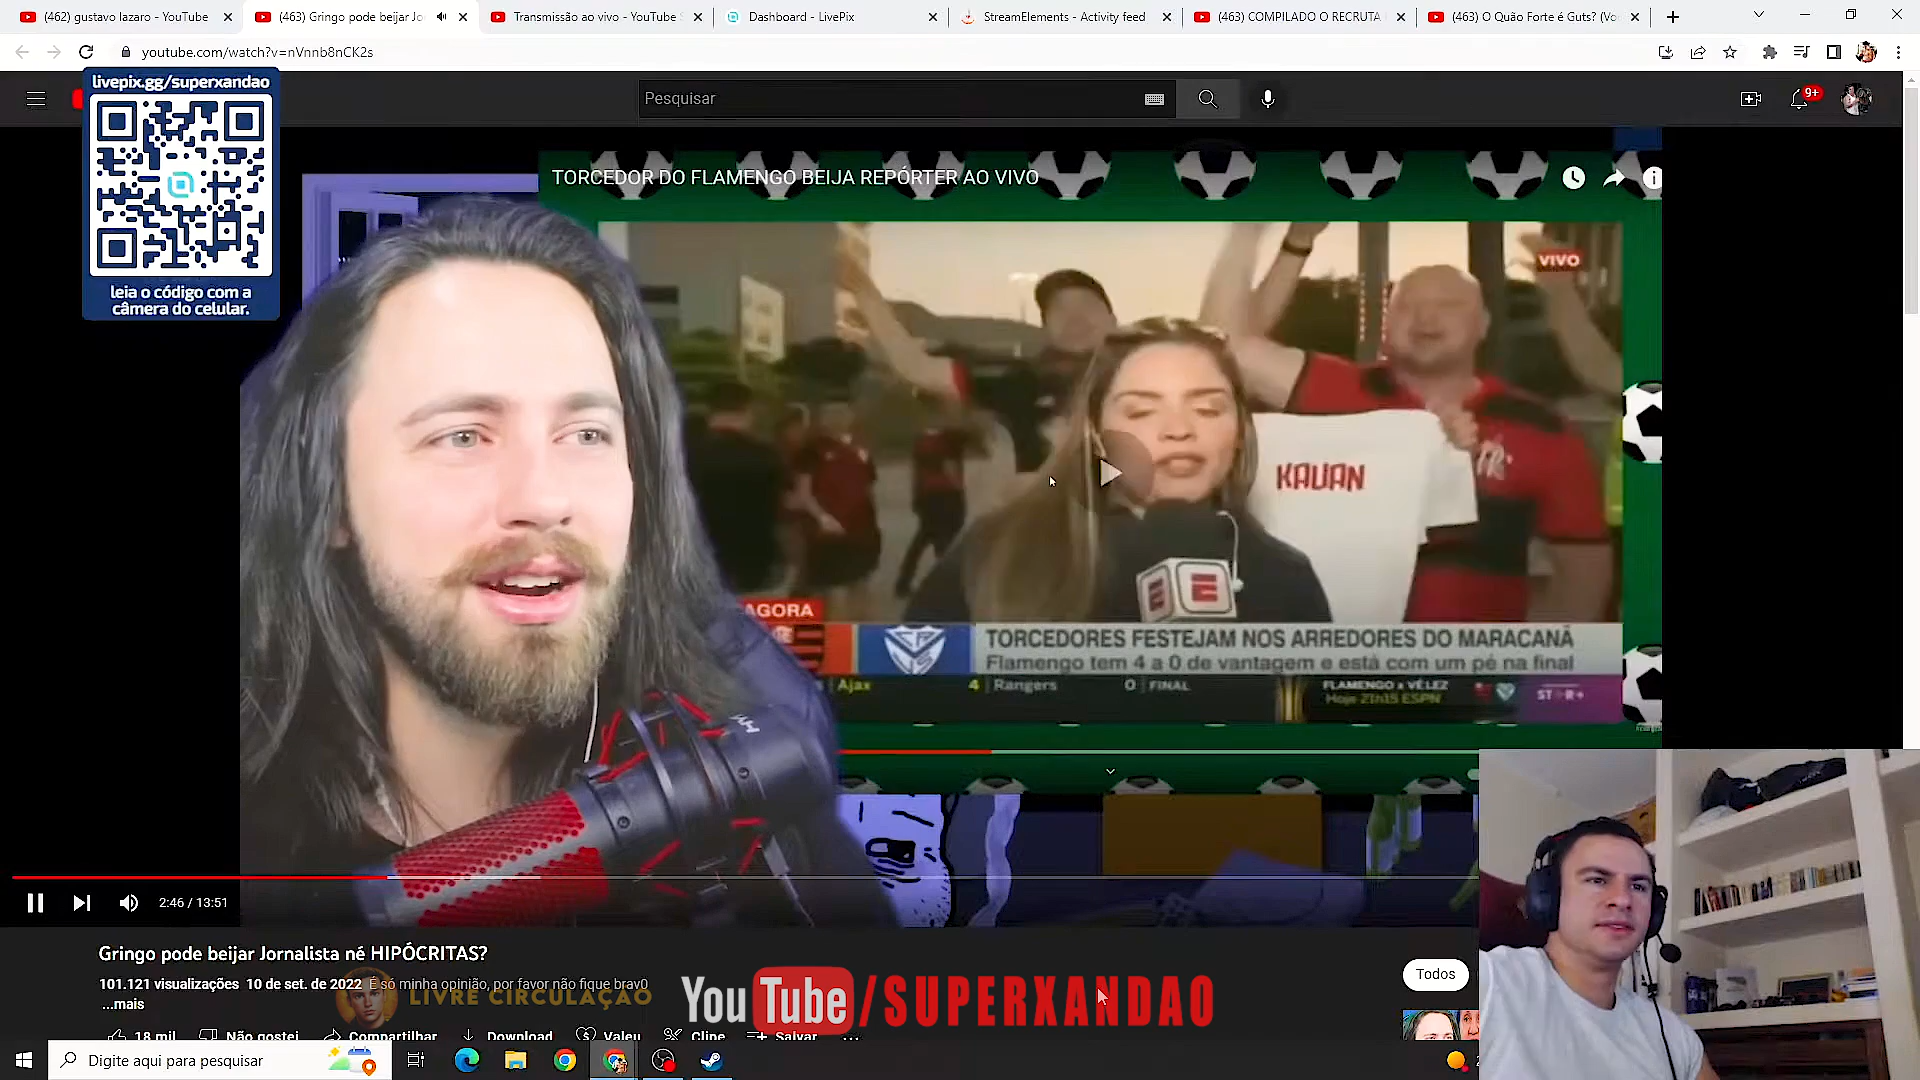 (462) gustavo lazaro - YouTube
(463) Gringo pode beijar Jo
Transmissão ao vivo - YouTube S
Dashboard - LivePix
StreamElements - Activity feed
(463) COMPILADO O RECRUTA
(463) O Quão Forte é Guts? (Vo
youtube.com/watch?v=nVnnb8nCK2s
livepix.gg/superxandao
leia o código com a
câmera do celular.
Pesquisar
9+
TORCEDOR DO FLAMENGO BEIJA REPÓRTER AO VIVO
VIVO
KAUAN
AGORA
TORCEDORES FESTEJAM NOS ARREDORES DO MARACANÃ
Flamengo tem 4 a 0 de vantagem e está com um pé na final
Ajax 4 Rangers 0 FINAL
FLAMENGO x VÉLEZ
Hoje 21h15 ESPN
ST R+
2:46 / 13:51
Gringo pode beijar Jornalista né HIPÓCRITAS?
101.121 visualizações 10 de set. de 2022 É só minha opinião, por favor não fique brav0
...mais
LIVRE CIRCULAÇÃO
YouTube/SUPERXANDAO
Todos
18 mil Não gostei Compartilhar Download Valeu Clipe Salvar ...
Digite aqui para pesquisar